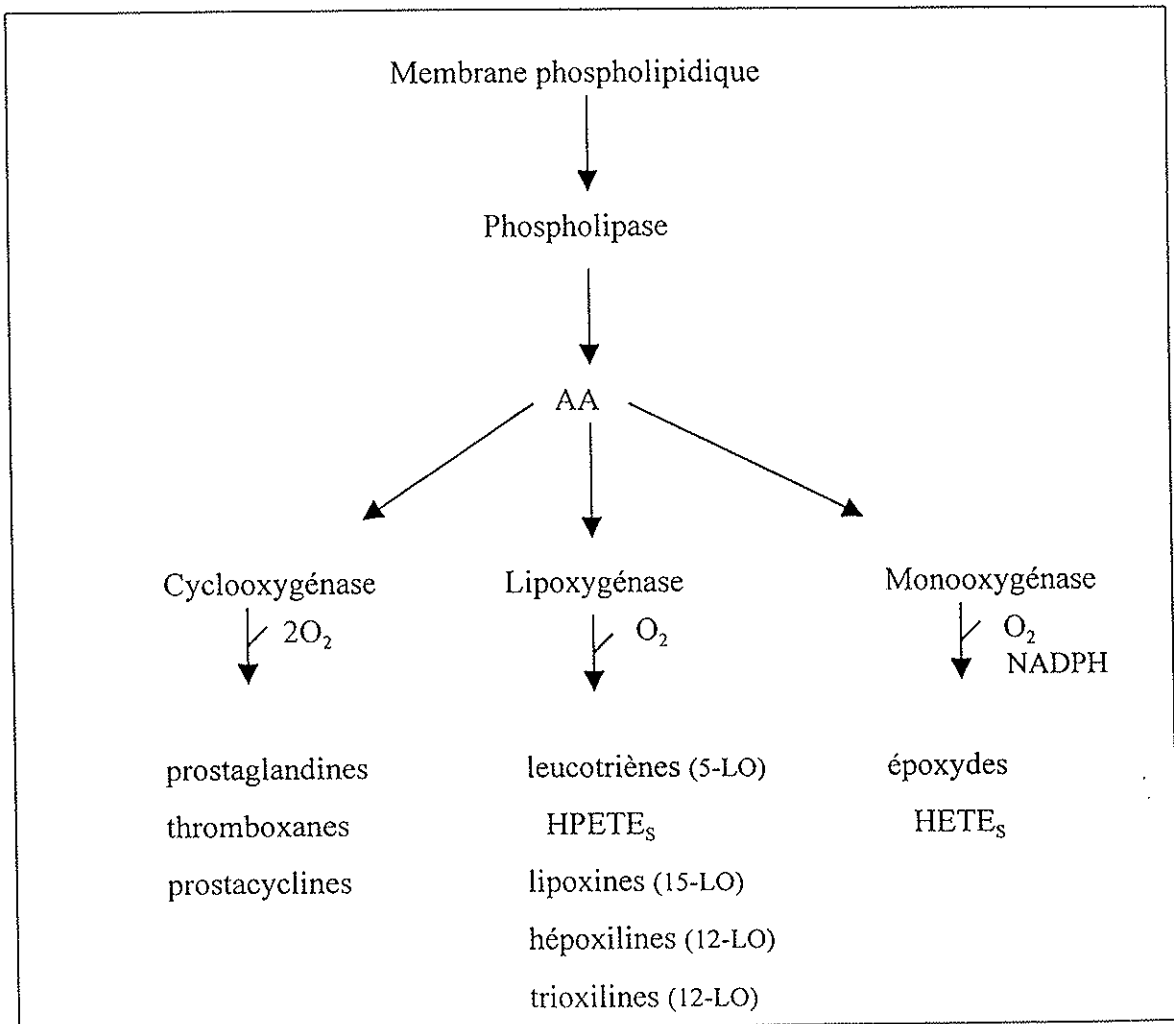 Membrane phospholipidique
Phospholipase
AA
Cyclooxygénase Lipoxygénase Monooxygénase
2O₂ O₂ O₂
NADPH
prostaglandines leucotriènes (5-LO) époxydes
thromboxanes HPETEₛ HETEₛ
prostacyclines lipoxines (15-LO)
hépoxilines (12-LO)
trioxilines (12-LO)